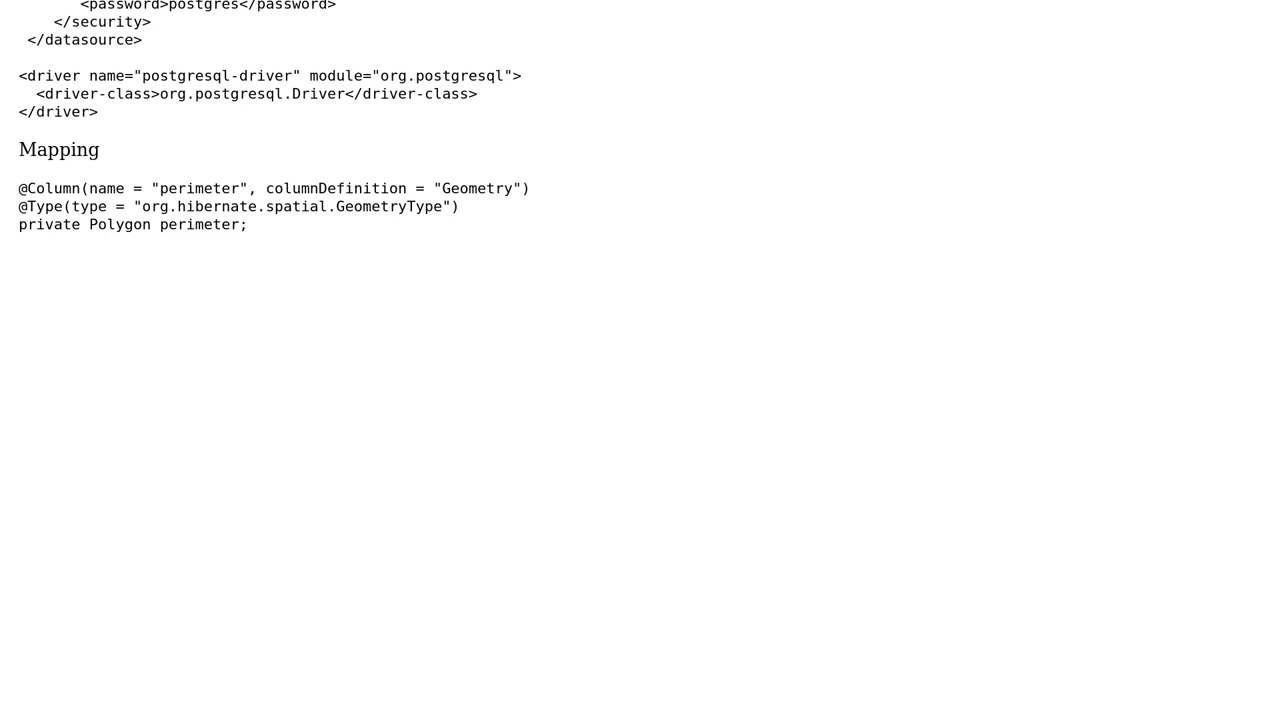 <password>postgres</password>
</security>
</datasource>
<driver name="postgresql-driver" module="org.postgresql">
<driver-class>org.postgresql.Driver</driver-class>
</driver>
Mapping
@Column(name = "perimeter", columnDefinition = "Geometry")
@Type(type = "org.hibernate.spatial.GeometryType")
private Polygon perimeter;